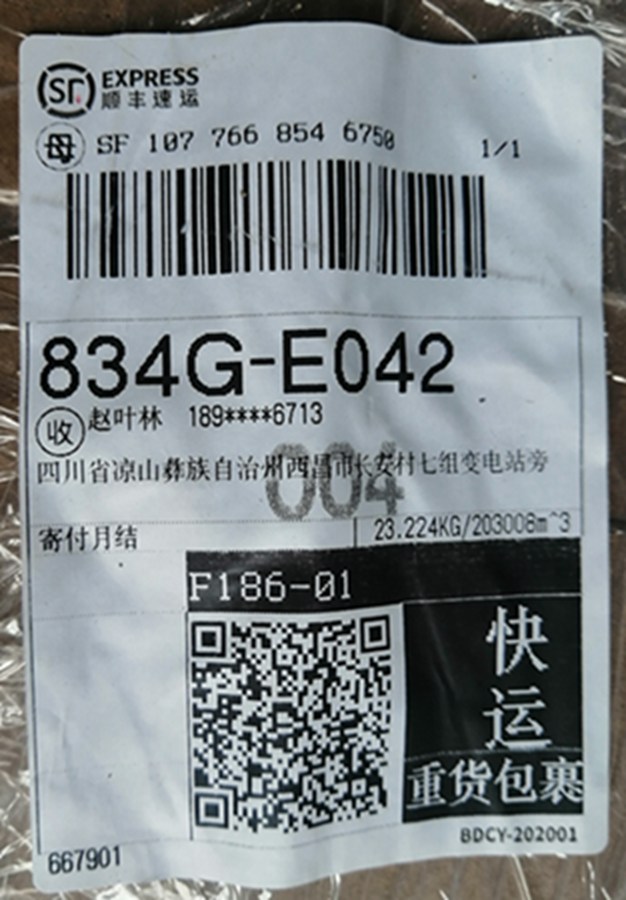 SF EXPRESS
顺丰速运
母 SF 107 766 854 6750 1/1
834G-E042
收 赵叶林 189****6713
四川省凉山彝族自治州西昌市长安村七组变电站旁
004
寄付月结 23.224KG/203008m^3
F186-01
快运
重货包裹
BDCY-202001
667901